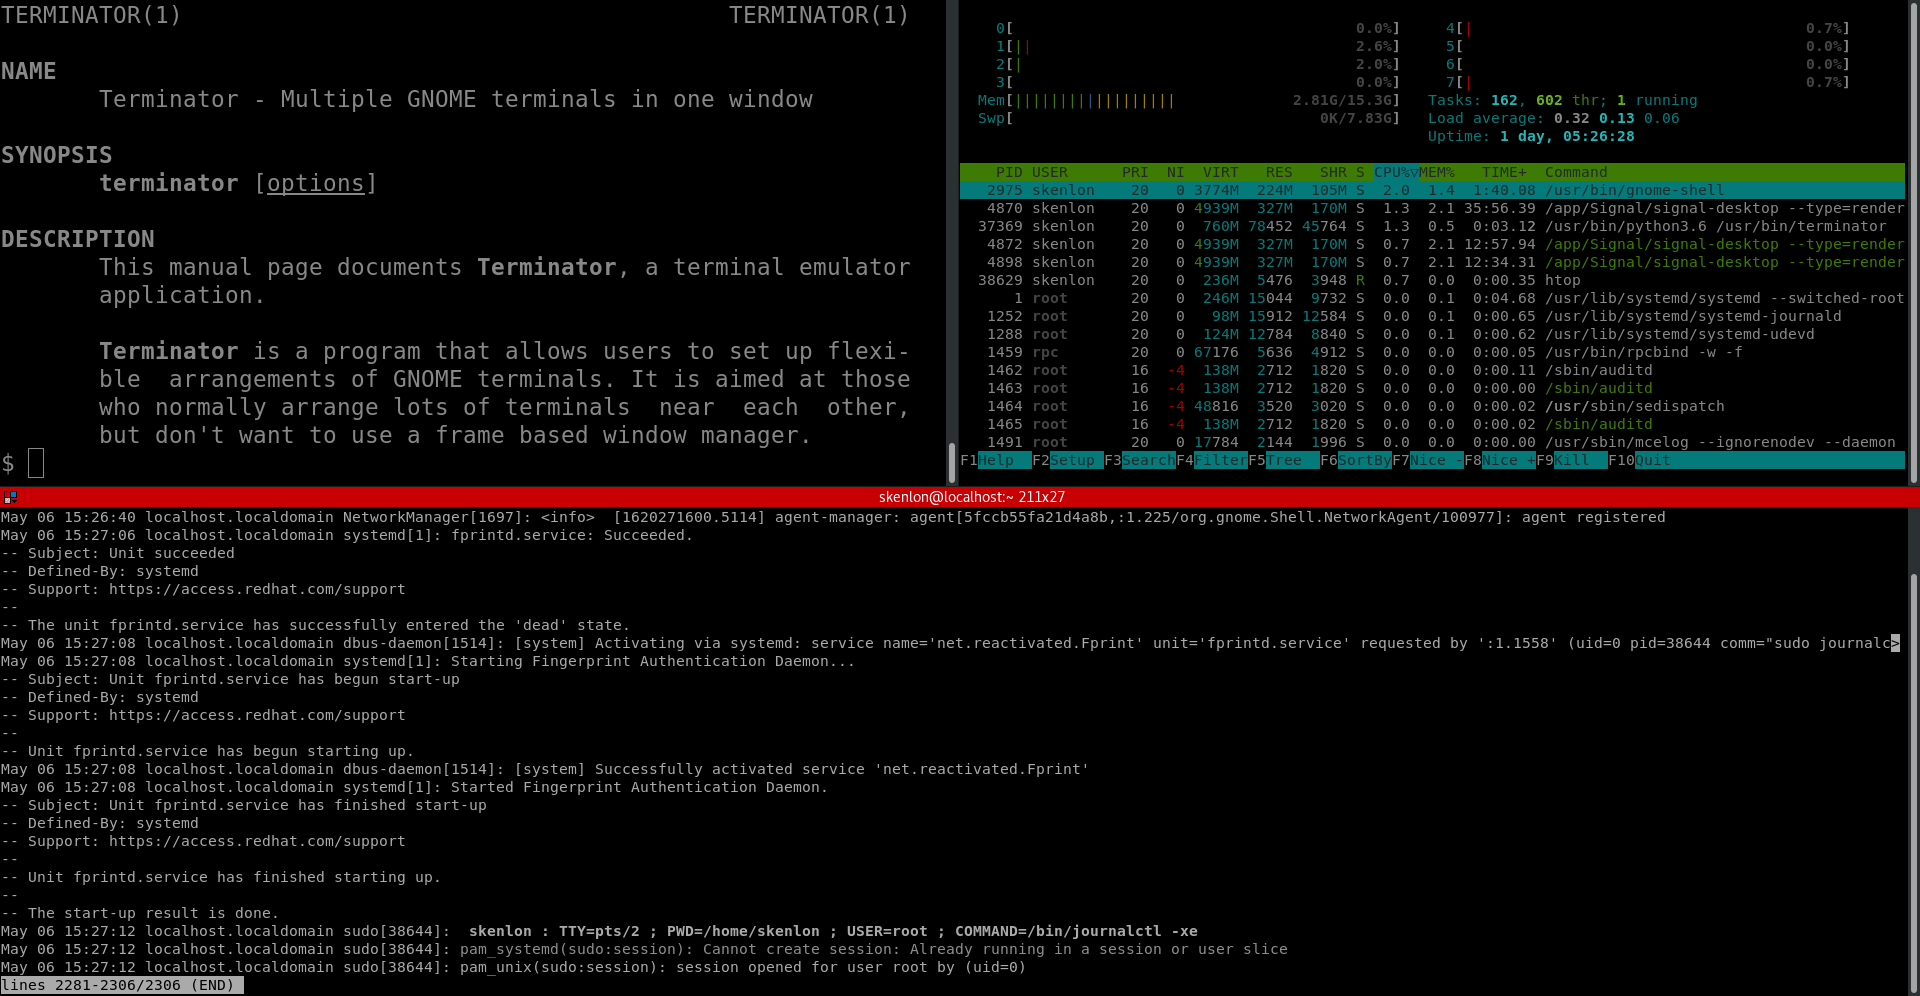 TERMINATOR(1) TERMINATOR(1)
NAME
Terminator - Multiple GNOME terminals in one window
SYNOPSIS
terminator [options]
DESCRIPTION
This manual page documents Terminator, a terminal emulator
application.
Terminator is a program that allows users to set up flexi-
ble  arrangements of GNOME terminals. It is aimed at those
who normally arrange lots of terminals  near  each  other,
but don't want to use a frame based window manager.
$
0[ 0.0%] 4[| 0.7%]
1[|| 2.6%] 5[ 0.0%]
2[| 2.0%] 6[ 0.0%]
3[ 0.0%] 7[| 0.7%]
Mem[|||||||||||||||||| 2.81G/15.3G] Tasks: 162, 602 thr; 1 running
Swp[ 0K/7.83G] Load average: 0.32 0.13 0.06
Uptime: 1 day, 05:26:28
PID USER PRI NI VIRT RES SHR S CPU%▽MEM% TIME+ Command
2975 skenlon 20 0 3774M 224M 105M S 2.0 1.4 1:40.08 /usr/bin/gnome-shell
4870 skenlon 20 0 4939M 327M 170M S 1.3 2.1 35:56.39 /app/Signal/signal-desktop --type=render
37369 skenlon 20 0 760M 78452 45764 S 1.3 0.5 0:03.12 /usr/bin/python3.6 /usr/bin/terminator
4872 skenlon 20 0 4939M 327M 170M S 0.7 2.1 12:57.94 /app/Signal/signal-desktop --type=render
4898 skenlon 20 0 4939M 327M 170M S 0.7 2.1 12:34.31 /app/Signal/signal-desktop --type=render
38629 skenlon 20 0 236M 5476 3948 R 0.7 0.0 0:00.35 htop
1 root 20 0 246M 15044 9732 S 0.0 0.1 0:04.68 /usr/lib/systemd/systemd --switched-root
1252 root 20 0 98M 15912 12584 S 0.0 0.1 0:00.65 /usr/lib/systemd/systemd-journald
1288 root 20 0 124M 12784 8840 S 0.0 0.1 0:00.62 /usr/lib/systemd/systemd-udevd
1459 rpc 20 0 67176 5636 4912 S 0.0 0.0 0:00.05 /usr/bin/rpcbind -w -f
1462 root 16 -4 138M 2712 1820 S 0.0 0.0 0:00.11 /sbin/auditd
1463 root 16 -4 138M 2712 1820 S 0.0 0.0 0:00.00 /sbin/auditd
1464 root 16 -4 48816 3520 3020 S 0.0 0.0 0:00.02 /usr/sbin/sedispatch
1465 root 16 -4 138M 2712 1820 S 0.0 0.0 0:00.02 /sbin/auditd
1491 root 20 0 17784 2144 1996 S 0.0 0.0 0:00.00 /usr/sbin/mcelog --ignorenodev --daemon
F1Help F2Setup F3SearchF4FilterF5Tree F6SortByF7Nice -F8Nice +F9Kill F10Quit
skenlon@localhost:~ 211x27
May 06 15:26:40 localhost.localdomain NetworkManager[1697]: <info>  [1620271600.5114] agent-manager: agent[5fccb55fa21d4a8b,:1.225/org.gnome.Shell.NetworkAgent/100977]: agent registered
May 06 15:27:06 localhost.localdomain systemd[1]: fprintd.service: Succeeded.
-- Subject: Unit succeeded
-- Defined-By: systemd
-- Support: https://access.redhat.com/support
--
-- The unit fprintd.service has successfully entered the 'dead' state.
May 06 15:27:08 localhost.localdomain dbus-daemon[1514]: [system] Activating via systemd: service name='net.reactivated.Fprint' unit='fprintd.service' requested by ':1.1558' (uid=0 pid=38644 comm="sudo journalc>
May 06 15:27:08 localhost.localdomain systemd[1]: Starting Fingerprint Authentication Daemon...
-- Subject: Unit fprintd.service has begun start-up
-- Defined-By: systemd
-- Support: https://access.redhat.com/support
--
-- Unit fprintd.service has begun starting up.
May 06 15:27:08 localhost.localdomain dbus-daemon[1514]: [system] Successfully activated service 'net.reactivated.Fprint'
May 06 15:27:08 localhost.localdomain systemd[1]: Started Fingerprint Authentication Daemon.
-- Subject: Unit fprintd.service has finished start-up
-- Defined-By: systemd
-- Support: https://access.redhat.com/support
--
-- Unit fprintd.service has finished starting up.
--
-- The start-up result is done.
May 06 15:27:12 localhost.localdomain sudo[38644]:  skenlon : TTY=pts/2 ; PWD=/home/skenlon ; USER=root ; COMMAND=/bin/journalctl -xe
May 06 15:27:12 localhost.localdomain sudo[38644]: pam_systemd(sudo:session): Cannot create session: Already running in a session or user slice
May 06 15:27:12 localhost.localdomain sudo[38644]: pam_unix(sudo:session): session opened for user root by (uid=0)
lines 2281-2306/2306 (END)